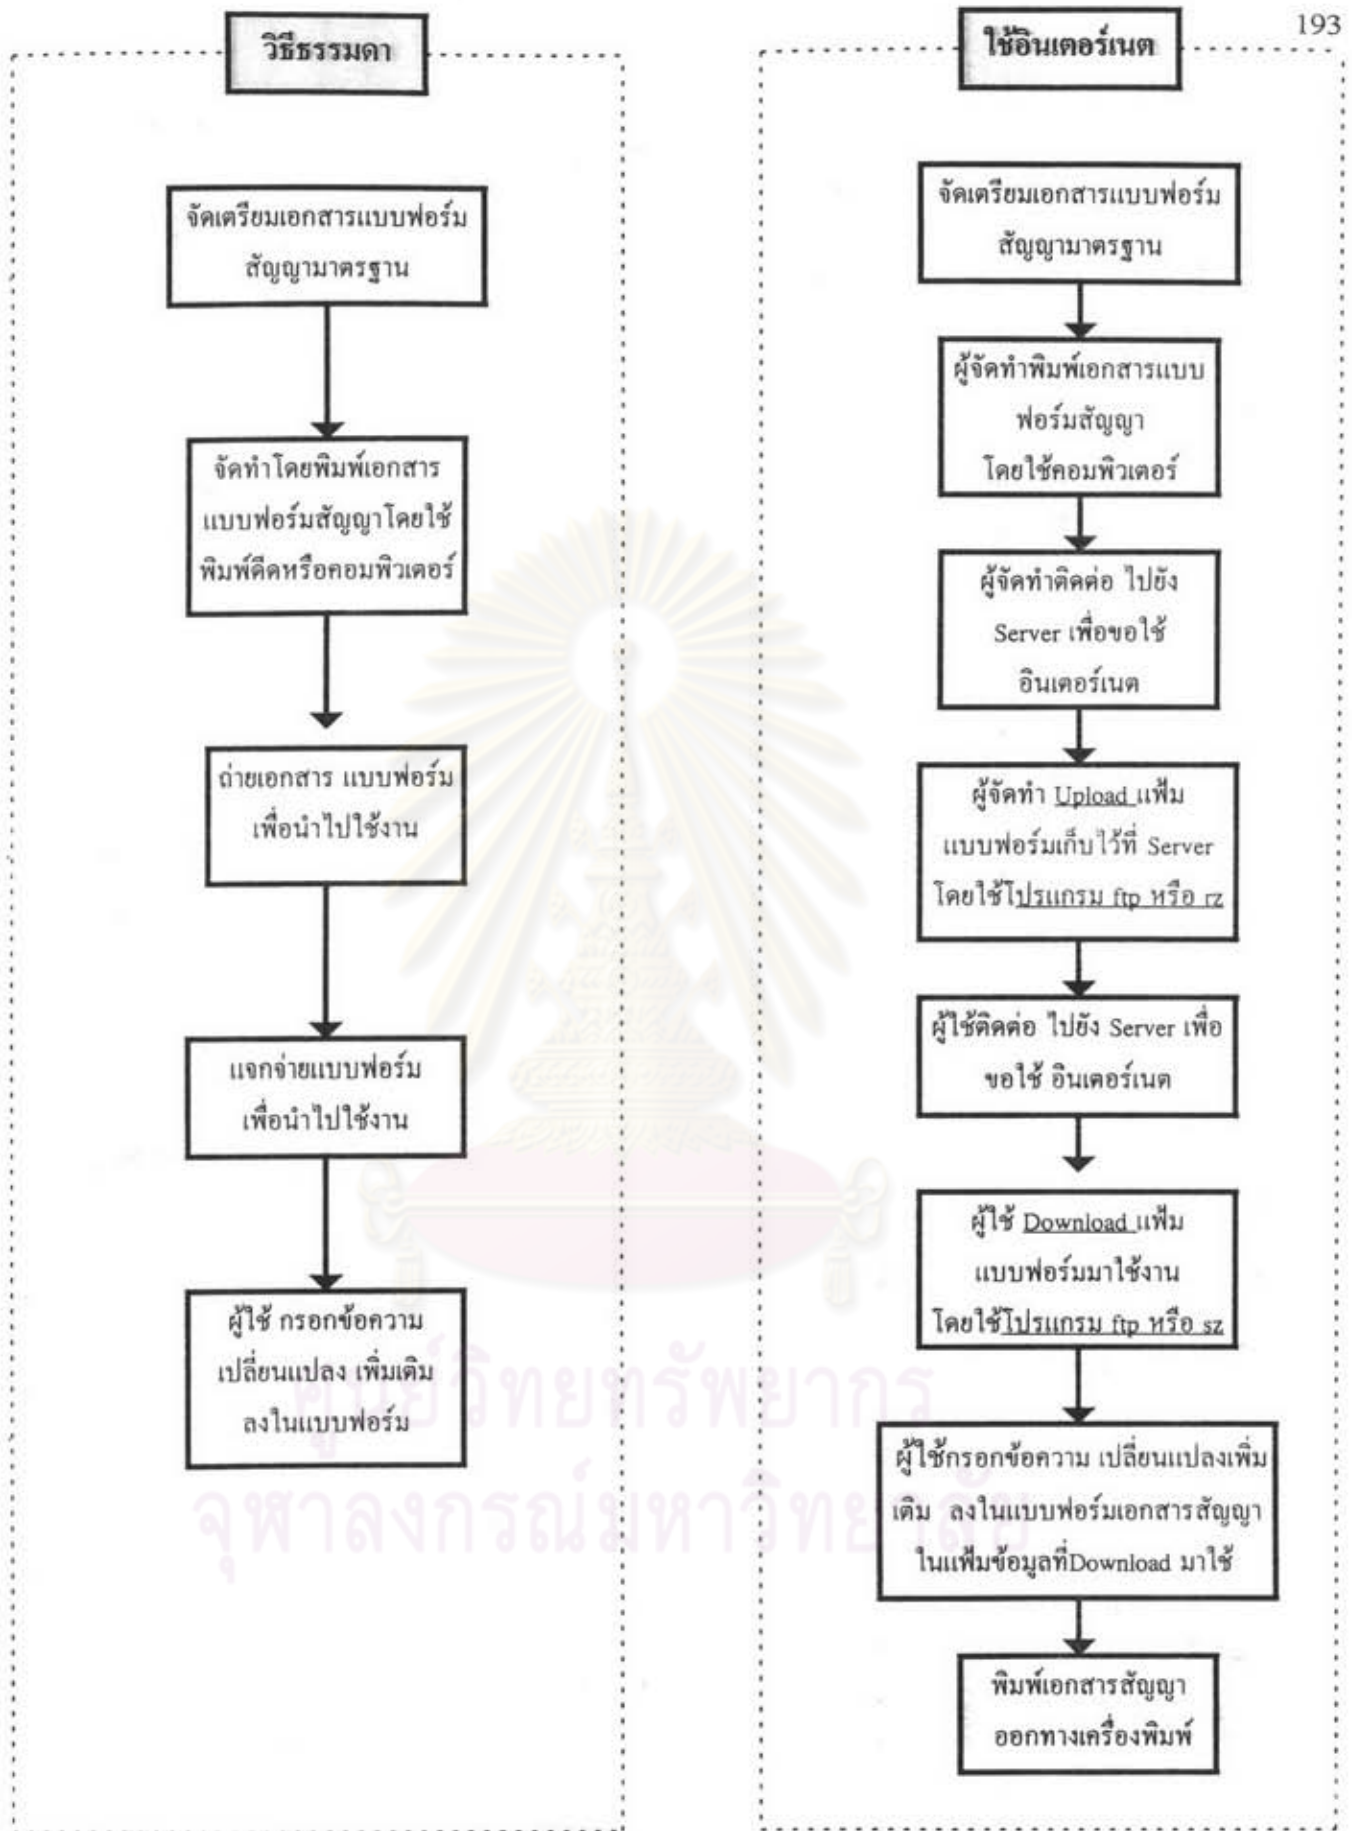 193
วิธีธรรมดา
จัดเตรียมเอกสารแบบฟอร์ม
สัญญามาตรฐาน
จัดทำโดยพิมพ์เอกสาร
แบบฟอร์มสัญญาโดยใช้
พิมพ์ดีดหรือคอมพิวเตอร์
ถ่ายเอกสาร แบบฟอร์ม
เพื่อนำไปใช้งาน
แจกจ่ายแบบฟอร์ม
เพื่อนำไปใช้งาน
ผู้ใช้ กรอกข้อความ
เปลี่ยนแปลง เพิ่มเติม
ลงในแบบฟอร์ม
ใช้อินเตอร์เนต
จัดเตรียมเอกสารแบบฟอร์ม
สัญญามาตรฐาน
ผู้จัดทำพิมพ์เอกสารแบบ
ฟอร์มสัญญา
โดยใช้คอมพิวเตอร์
ผู้จัดทำติดต่อ ไปยัง
Server เพื่อขอใช้
อินเตอร์เนต
ผู้จัดทำ Upload แฟ้ม
แบบฟอร์มเก็บไว้ที่ Server
โดยใช้โปรแกรม ftp หรือ rz
ผู้ใช้ติดต่อ ไปยัง Server เพื่อ
ขอใช้ อินเตอร์เนต
ผู้ใช้ Download แฟ้ม
แบบฟอร์มมาใช้งาน
โดยใช้โปรแกรม ftp หรือ sz
ผู้ใช้กรอกข้อความ เปลี่ยนแปลงเพิ่ม
เติม ลงในแบบฟอร์มเอกสารสัญญา
ในแฟ้มข้อมูลที่Download มาใช้
พิมพ์เอกสารสัญญา
ออกทางเครื่องพิมพ์
ศูนย์วิทยทรัพยากร
จุฬาลงกรณ์มหาวิทยาลัย